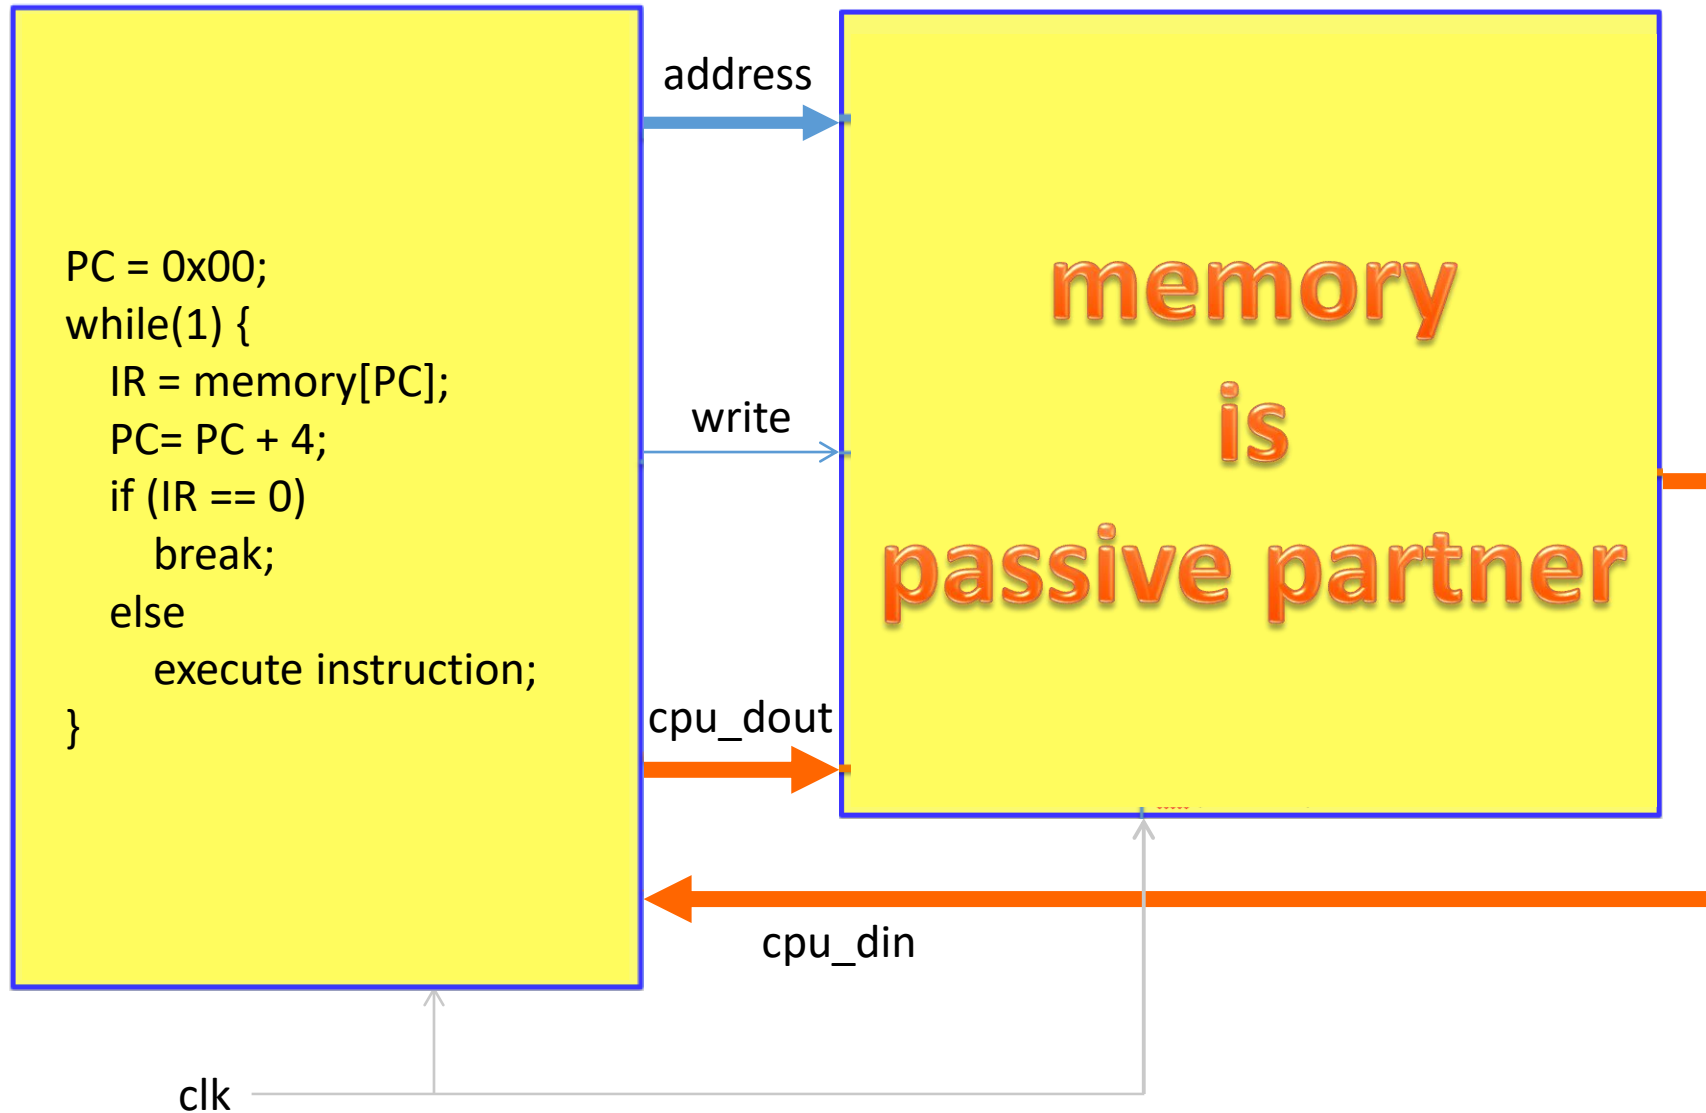 PC = 0x00;
while(1) {
IR = memory[PC];
PC= PC + 4;
if (IR == 0)
break;
else
execute instruction;
}
address
write
cpu_dout
cpu_din
clk
memory
is
passive partner